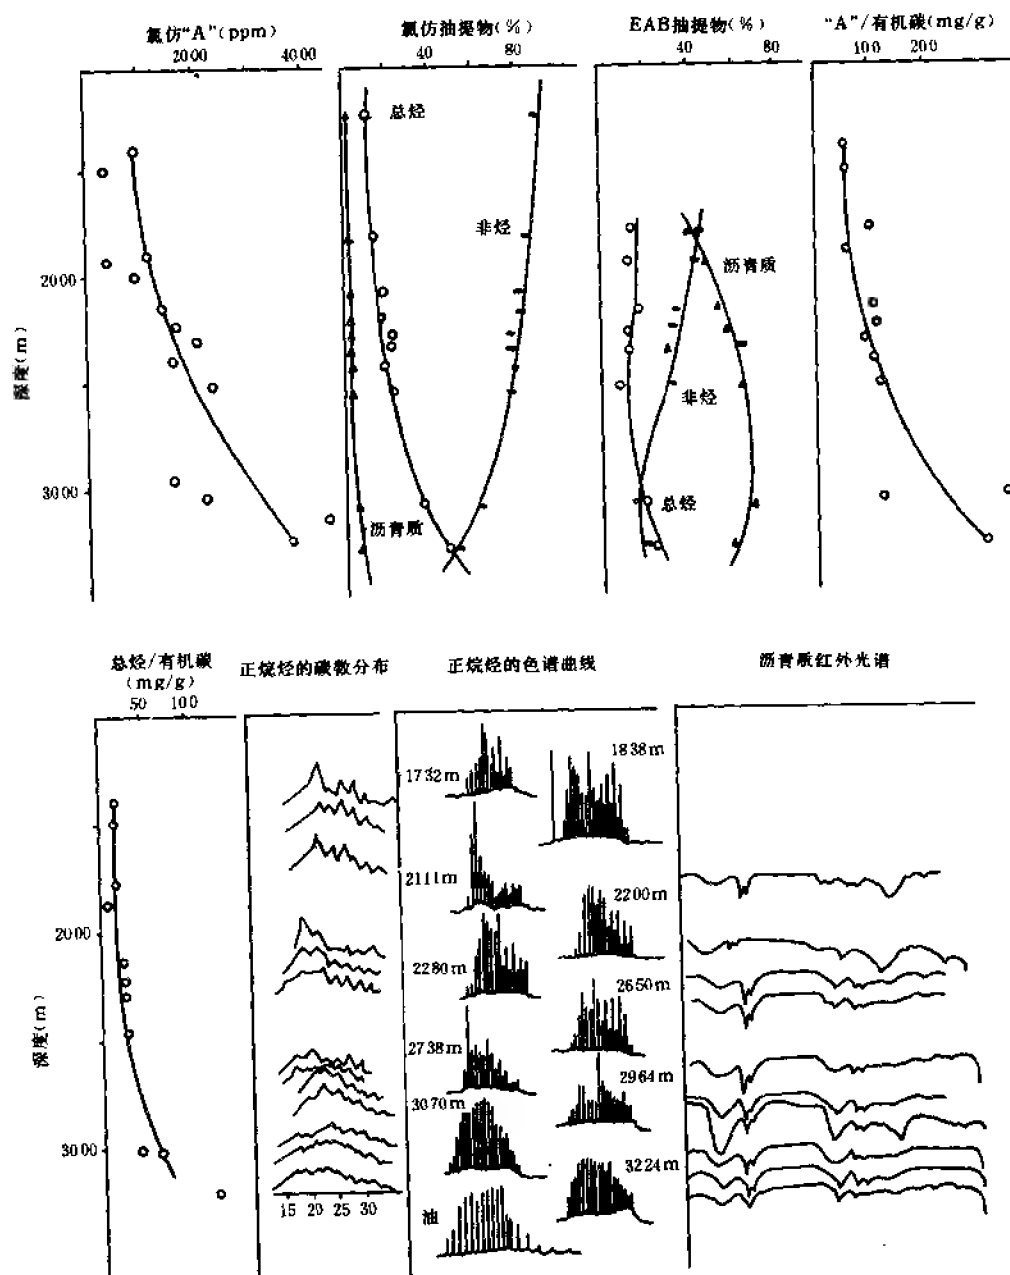 氯仿“A”(ppm)
2000 4000
氯仿抽提物(%)
40 80
EAB抽提物(%)
40 80
“A”/有机碳(mg/g)
100 200
总烃
非烃
沥青质
沥青质
非烃
总烃
2000
3000
深度(m)
总烃/有机碳
(mg/g)
50 100
正烷烃的碳数分布
正烷烃的色谱曲线
沥青质红外光谱
1732m
1838m
2111m
2200m
2280m
2650m
2738m
2964m
3070m
3224m
油
2000
3000
深度(m)
15 20 25 30